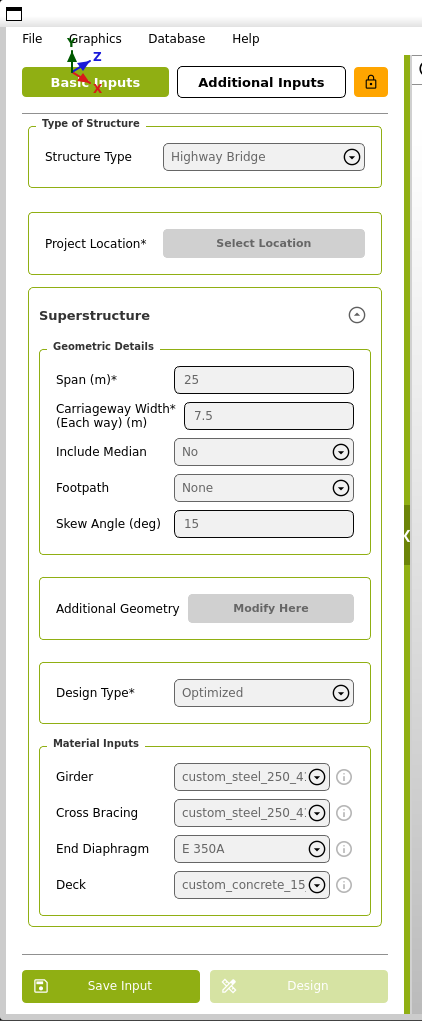 File Graphics Database Help
Y
Z
X
Basic Inputs Additional Inputs
Type of Structure
Structure Type Highway Bridge
Project Location* Select Location
Superstructure
Geometric Details
Span (m)* 25
Carriageway Width*
(Each way) (m) 7.5
Include Median No
Footpath None
Skew Angle (deg) 15
Additional Geometry Modify Here
Design Type* Optimized
Material Inputs
Girder custom_steel_250_4
Cross Bracing custom_steel_250_4
End Diaphragm E 350A
Deck custom_concrete_15
Save Input Design